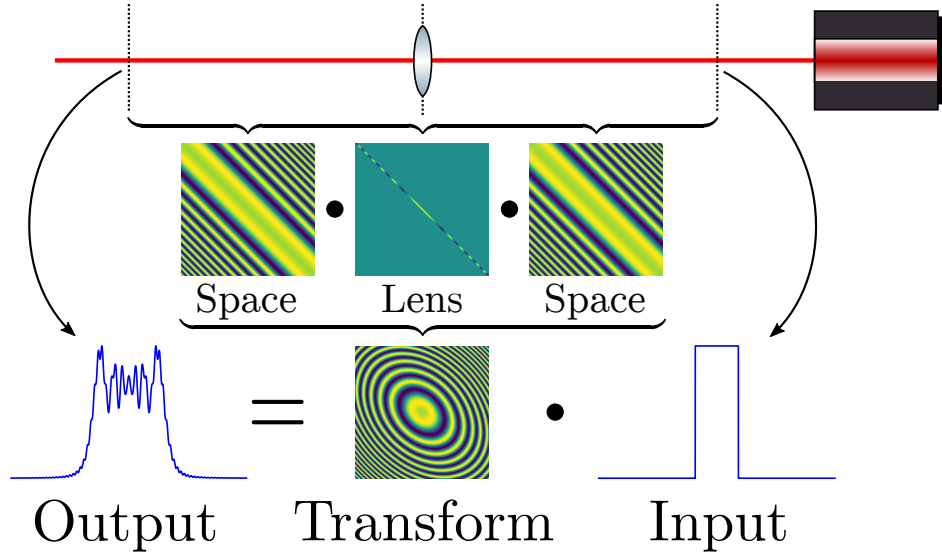 Space Lens Space
Output = Transform • Input